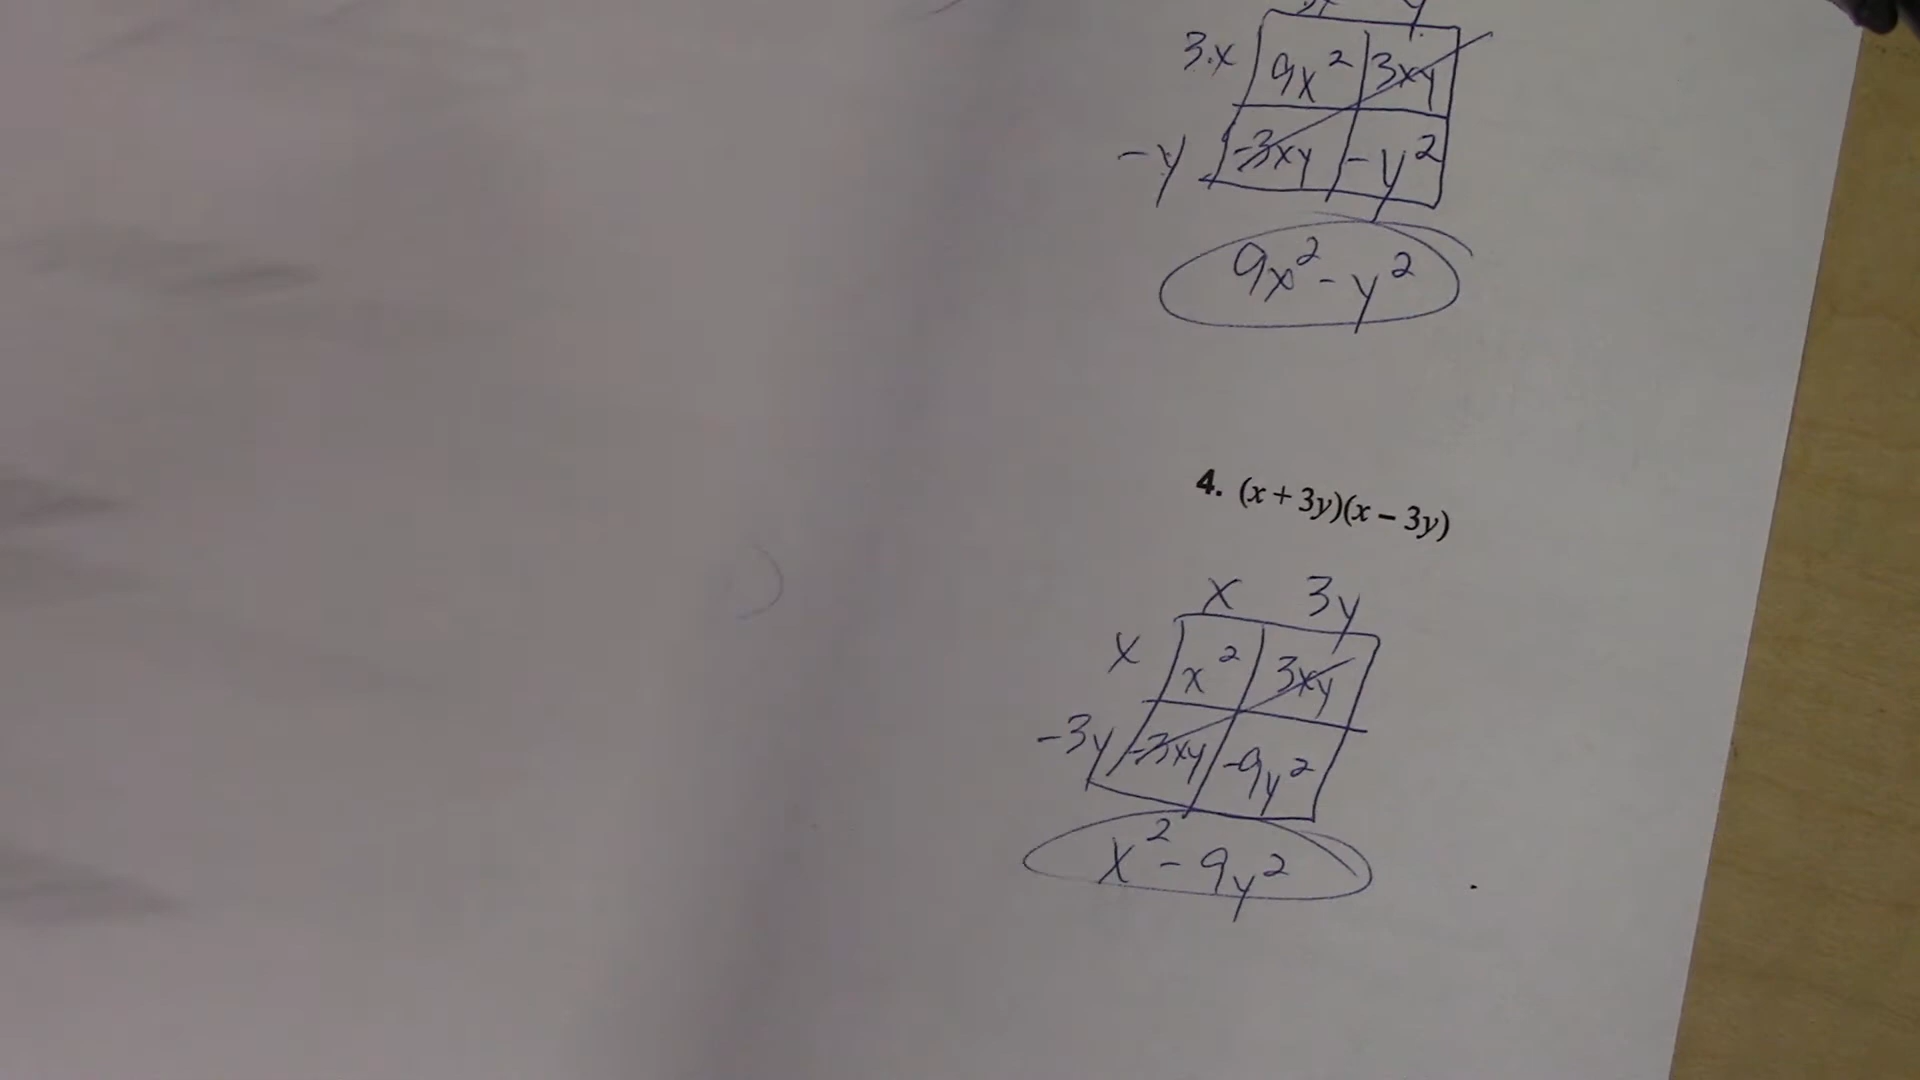 3x 9x² 3xy
-y -3xy -y²
9x² - y²
4. (x + 3y)(x – 3y)
x 3y
x x² 3xy
-3y -3xy -9y²
x² - 9y²